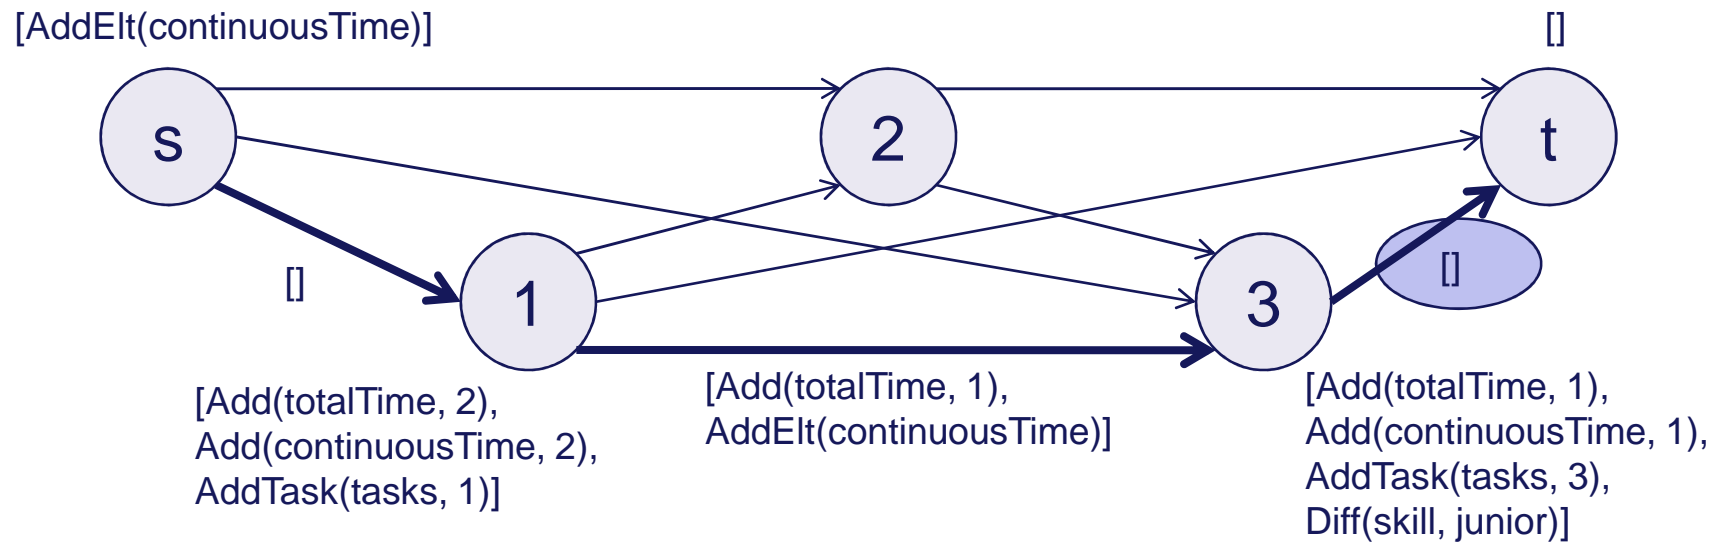 [AddElt(continuousTime)]
[]
s
2
t
[]
1
3
[]
[Add(totalTime, 2),
Add(continuousTime, 2),
AddTask(tasks, 1)]
[Add(totalTime, 1),
AddElt(continuousTime)]
[Add(totalTime, 1),
Add(continuousTime, 1),
AddTask(tasks, 3),
Diff(skill, junior)]